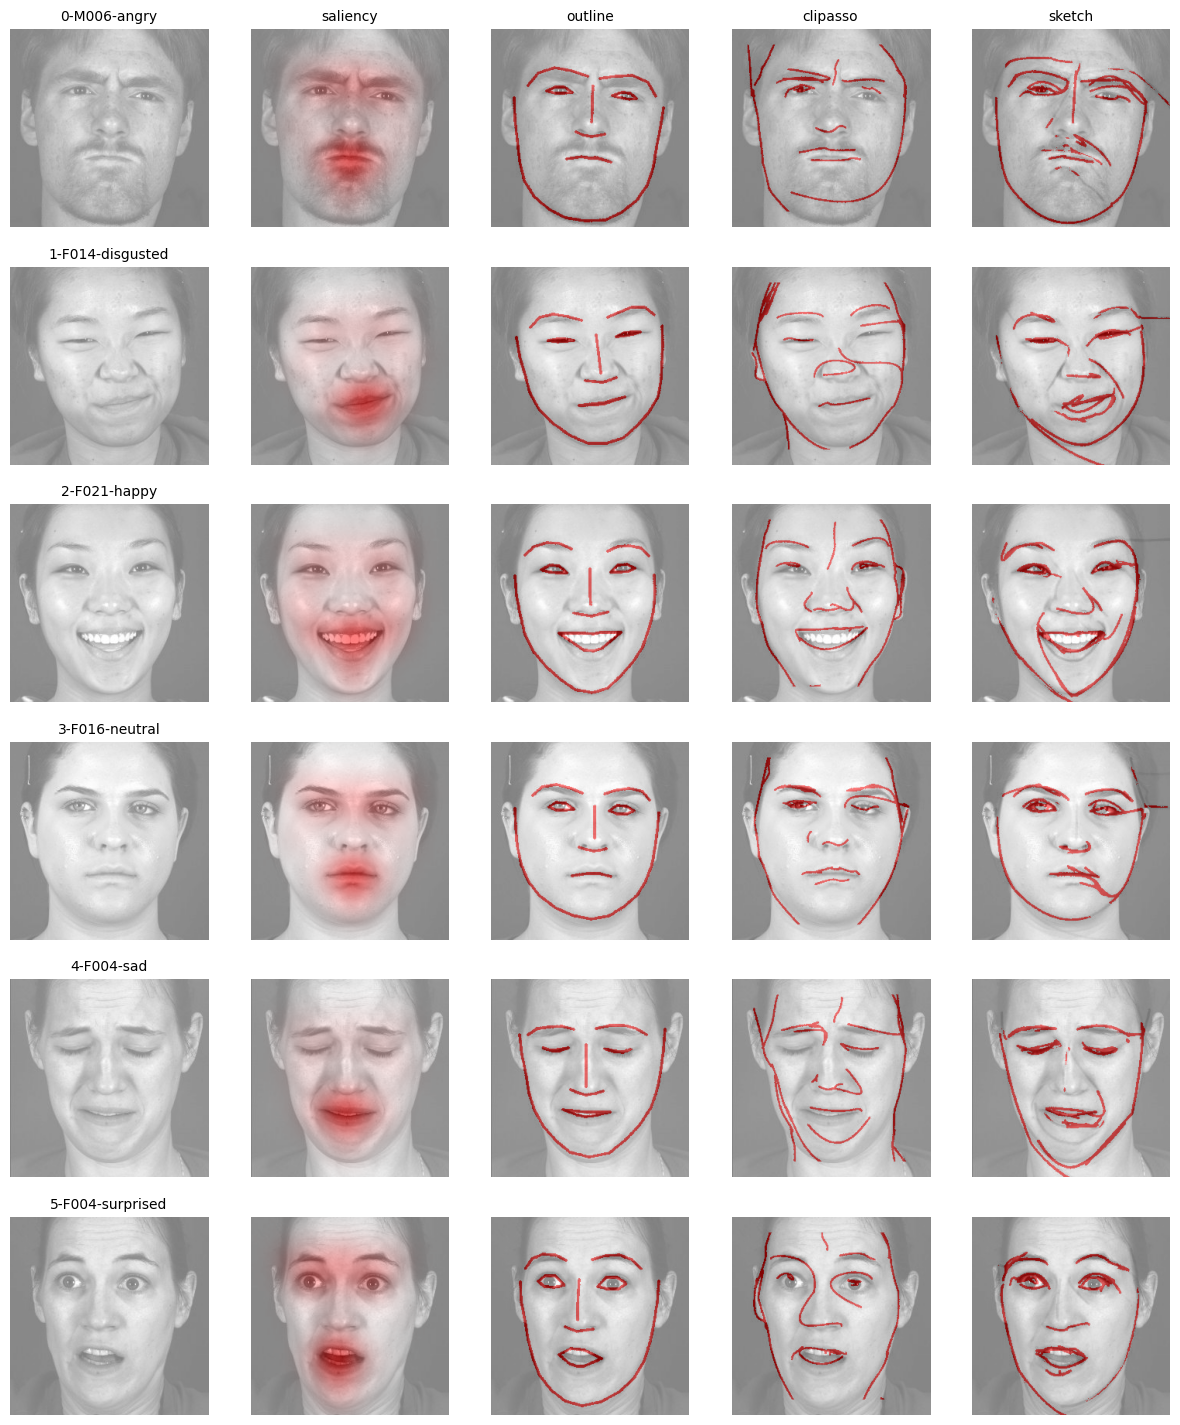 0-M006-angry saliency outline clipasso sketch
1-F014-disgusted
2-F021-happy
3-F016-neutral
4-F004-sad
5-F004-surprised